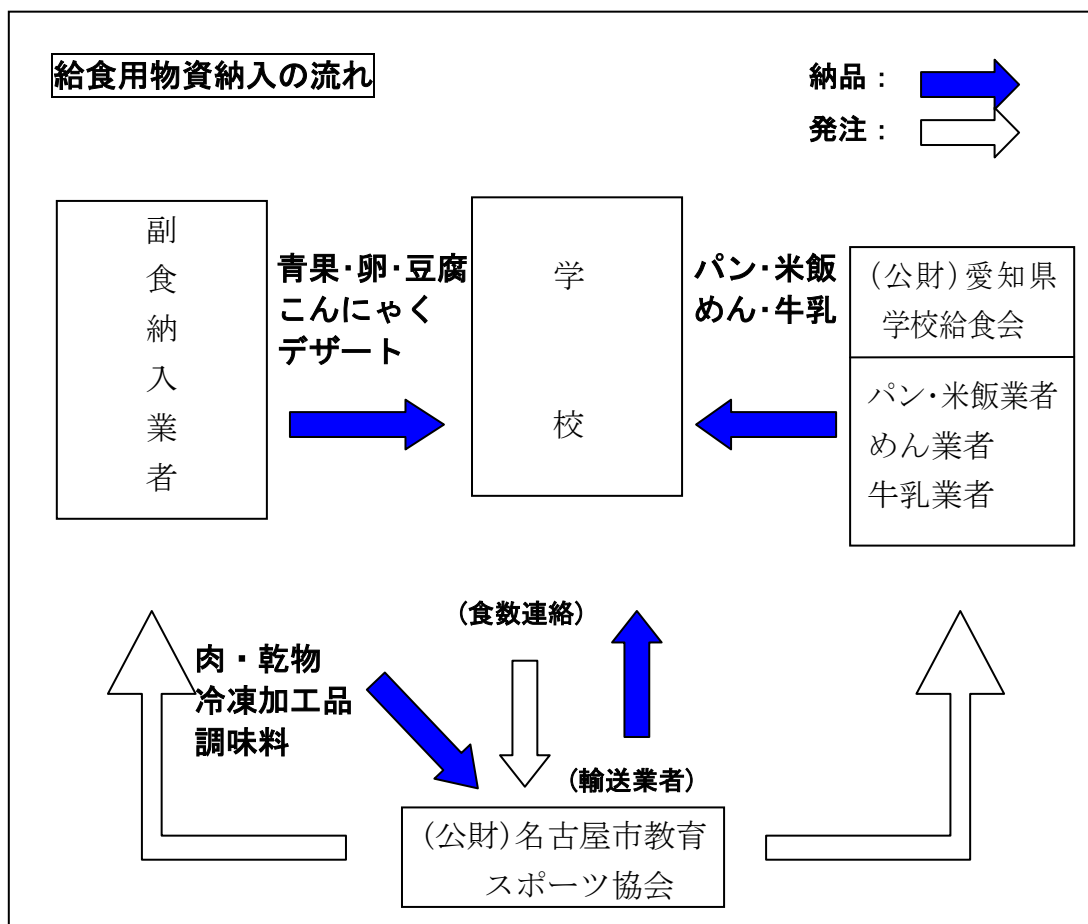 給食用物資納入の流れ
納品：
発注：
副食納入業者
青果・卵・豆腐
こんにゃく
デザート
学校
パン・米飯
めん・牛乳
(公財)愛知県
学校給食会
パン・米飯業者
めん業者
牛乳業者
(食数連絡)
肉・乾物
冷凍加工品
調味料
(輸送業者)
(公財)名古屋市教育
スポーツ協会